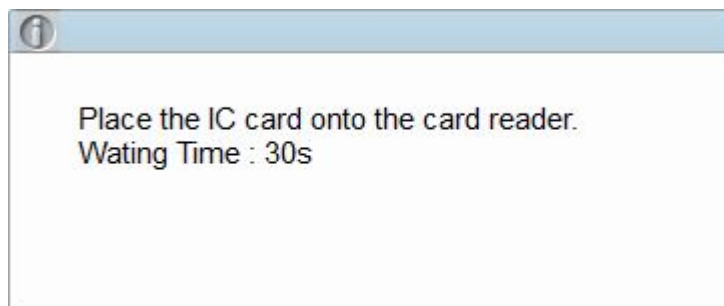 Place the IC card onto the card reader.
Wating Time : 30s